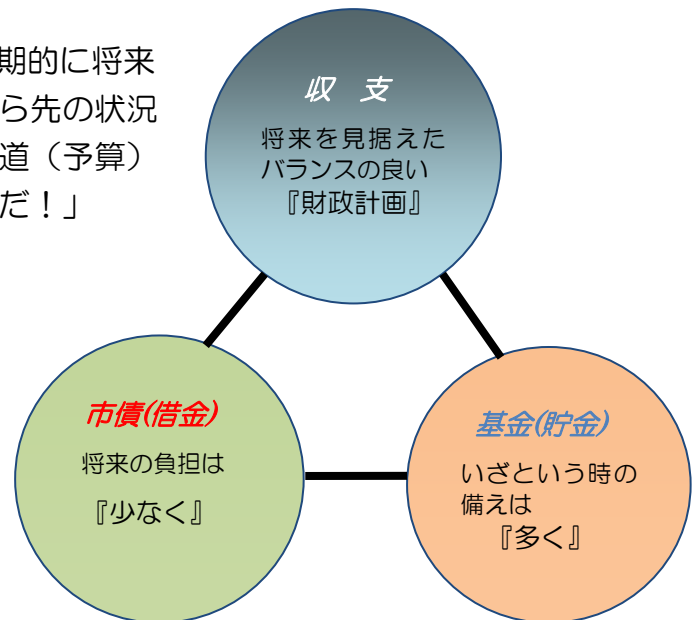 期的に将来
ら先の状況
道（予算）
だ！」
収　支
将来を見据えた
バランスの良い
『財政計画』
市債(借金)
将来の負担は
『少なく』
基金(貯金)
いざという時の
備えは
『多く』